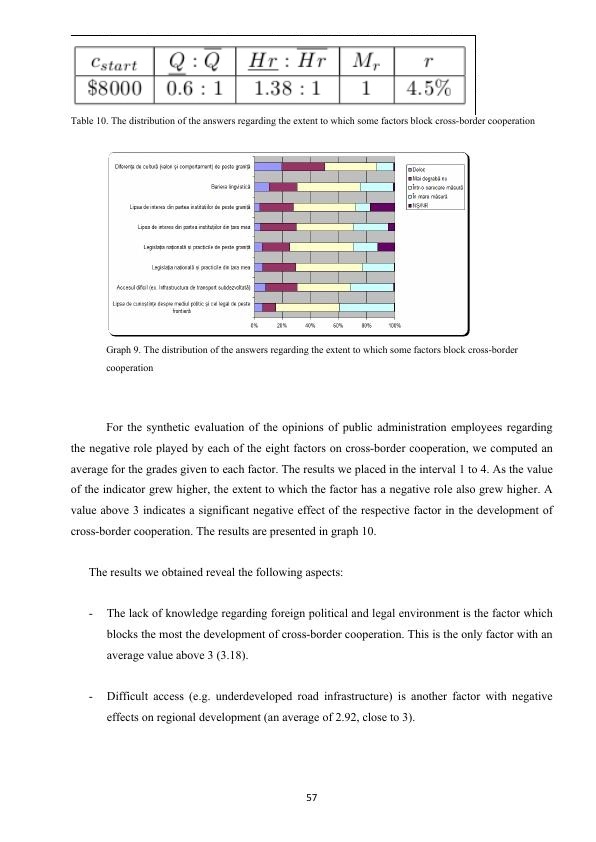 c_start Q : Q̅ Hr : H̅r̅ M_r r
$8000 0.6 : 1 1.38 : 1 1 4.5%
Table 10. The distribution of the answers regarding the extent to which some factors block cross-border cooperation
Diferența de cultură (valori și comportament) de peste graniță
Bariera lingvistică
Lipsa de interes din partea instituțiilor de peste graniță
Lipsa de interes din partea instituțiilor din țara mea
Legislația națională și practicile de peste graniță
Legislația națională și practicile din țara mea
Accesul dificil (ex. Infrastructura de transport subdezvoltată)
Lipsa de cunoștințe despre mediul politic și cel legal de peste
frontieră
0% 20% 40% 60% 80% 100%
Deloc
Mai degrabă nu
Într-o oarecare măsură
În mare măsură
NS/NR
Graph 9. The distribution of the answers regarding the extent to which some factors block cross-border
cooperation
For the synthetic evaluation of the opinions of public administration employees regarding
the negative role played by each of the eight factors on cross-border cooperation, we computed an
average for the grades given to each factor. The results we placed in the interval 1 to 4. As the value
of the indicator grew higher, the extent to which the factor has a negative role also grew higher. A
value above 3 indicates a significant negative effect of the respective factor in the development of
cross-border cooperation. The results are presented in graph 10.
The results we obtained reveal the following aspects:
- The lack of knowledge regarding foreign political and legal environment is the factor which
blocks the most the development of cross-border cooperation. This is the only factor with an
average value above 3 (3.18).
- Difficult access (e.g. underdeveloped road infrastructure) is another factor with negative
effects on regional development (an average of 2.92, close to 3).
57